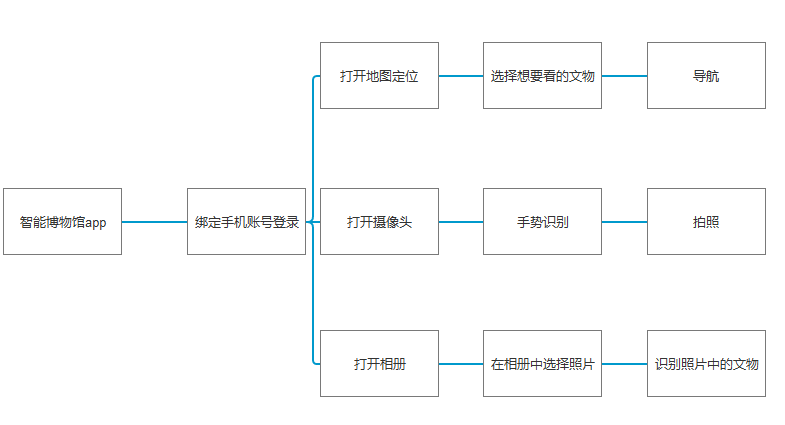 打开地图定位
选择想要看的文物
导航
智能博物馆app
绑定手机账号登录
打开摄像头
手势识别
拍照
打开相册
在相册中选择照片
识别照片中的文物